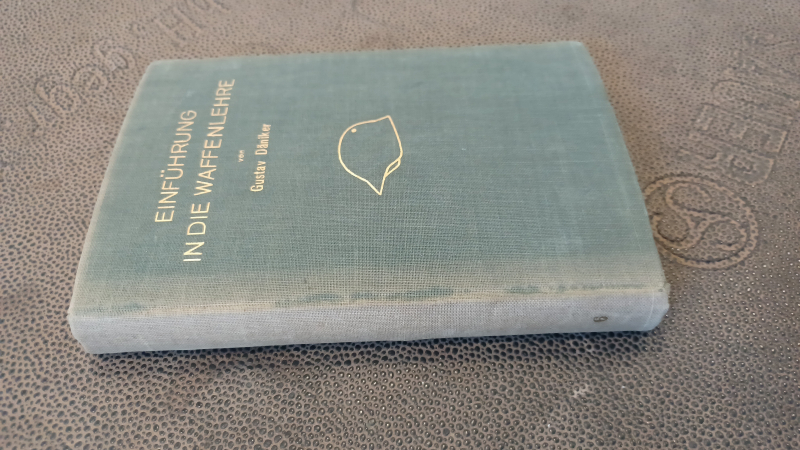 EINFÜHRUNG
IN DIE WAFFENLEHRE
von
Gustav Däniker